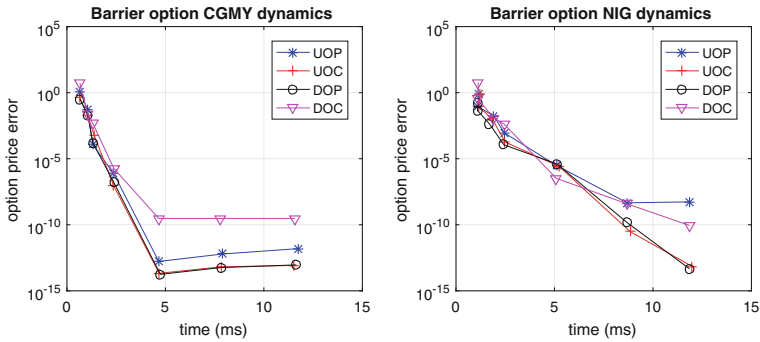 Barrier option CGMY dynamics
10^5
10^0
10^-5
10^-10
10^-15
option price error
0
5
10
15
time (ms)
UOP
UOC
DOP
DOC
Barrier option NIG dynamics
10^5
10^0
10^-5
10^-10
10^-15
option price error
0
5
10
15
time (ms)
UOP
UOC
DOP
DOC